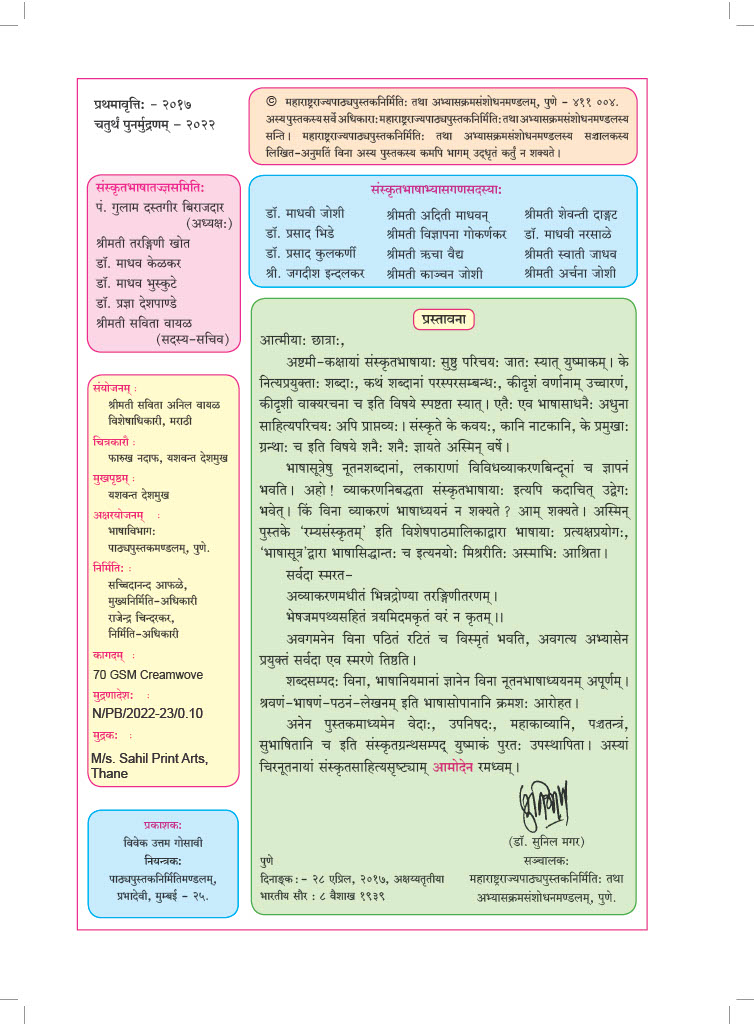 प्रथमावृत्ति: - २०१७
चतुर्थं पुनर्मुद्रणम् – २०२२
© महाराष्ट्रराज्यपाठ्यपुस्तकनिर्मिति: तथा अभ्यासक्रमसंशोधनमण्डलम्, पुणे – ४११ ००४.
अस्य पुस्तकस्य सर्वे अधिकारा: महाराष्ट्रराज्यपाठ्यपुस्तकनिर्मिति: तथा अभ्यासक्रमसंशोधनमण्डलस्य
सन्ति। महाराष्ट्रराज्यपाठ्यपुस्तकनिर्मिति: तथा अभ्यासक्रमसंशोधनमण्डलस्य सञ्चालकस्य
लिखित-अनुमतिं विना अस्य पुस्तकस्य कमपि भागम् उद्धृतं कर्तुं न शक्यते।
संस्कृतभाषातज्ज्ञसमिति:
पं. गुलाम दस्तगीर बिराजदार
(अध्यक्ष:)
श्रीमती तरङ्गिणी खोत
डॉ. माधव केळकर
डॉ. माधव भुस्कुटे
डॉ. प्रज्ञा देशपाण्डे
श्रीमती सविता वायळ
(सदस्य-सचिव)
संस्कृतभाषाभ्यासगणसदस्या:
डॉ. माधवी जोशी श्रीमती अदिती माधवन् श्रीमती शेवन्ती दाङ्गट
डॉ. प्रसाद भिडे श्रीमती विज्ञापना गोकर्णकर डॉ. माधवी नरसाळे
डॉ. प्रसाद कुलकर्णी श्रीमती ऋचा वैद्य श्रीमती स्वाती जाधव
श्री. जगदीश इन्दलकर श्रीमती काञ्चन जोशी श्रीमती अर्चना जोशी
संयोजनम् :
श्रीमती सविता अनिल वायळ
विशेषाधिकारी, मराठी
चित्रकारौ :
फारुख नदाफ, यशवन्त देशमुख
मुखपृष्ठम् :
यशवन्त देशमुख
अक्षरयोजनम् :
भाषाविभाग:
पाठ्यपुस्तकमण्डलम्, पुणे.
निर्मिति: :
सच्चिदानन्द आफळे,
मुख्यनिर्मिति-अधिकारी
राजेन्द्र चिन्दरकर,
निर्मिति-अधिकारी
कागदम् :
70 GSM Creamwove
मुद्रणादेश: :
N/PB/2022-23/0.10
मुद्रक: :
M/s. Sahil Print Arts,
Thane
प्रकाशक:
विवेक उत्तम गोसावी
नियन्त्रक:
पाठ्यपुस्तकनिर्मितिमण्डलम्,
प्रभादेवी, मुम्बई - २५.
प्रस्तावना
आत्मीया: छात्रा:,
अष्टमी-कक्षायां संस्कृतभाषाया: सुष्ठु परिचय: जात: स्यात् युष्माकम्। के
नित्यप्रयुक्ता: शब्दा:, कथं शब्दानां परस्परसम्बन्ध:, कीदृशं वर्णानाम् उच्चारणं,
कीदृशी वाक्यरचना च इति विषये स्पष्टता स्यात्। एतै: एव भाषासाधनै: अधुना
साहित्यपरिचय: अपि प्राप्तव्य:। संस्कृते के कवय:, कानि नाटकानि, के प्रमुखा:
ग्रन्था: च इति विषये शनै: शनै: ज्ञायते अस्मिन् वर्षे।
भाषासूत्रेषु नूतनशब्दानां, लकाराणां विविधव्याकरणबिन्दूनां च ज्ञापनं
भवति। अहो! व्याकरणनिबद्धता संस्कृतभाषाया: इत्यपि कदाचित् उद्वेग:
भवेत्। किं विना व्याकरणं भाषाध्ययनं न शक्यते? आम् शक्यते। अस्मिन्
पुस्तके ‘रम्यसंस्कृतम्’ इति विशेषपाठमालिकाद्वारा भाषाया: प्रत्यक्षप्रयोग:,
‘भाषासूत्र’द्वारा भाषासिद्धान्त: च इत्यनयो: मिश्ररीति: अस्माभि: आश्रिता।
सर्वदा स्मरत-
अव्याकरणमधीतं भिन्नद्रोण्या तरङ्गिणीतरणम्।
भेषजमपथ्यसहितं त्रयमिदमकृतं वरं न कृतम्।।
अवगमनेन विना पठितं रटितं च विस्मृतं भवति, अवगत्य अभ्यासेन
प्रयुक्तं सर्वदा एव स्मरणे तिष्ठति।
शब्दसम्पद: विना, भाषानियमानां ज्ञानेन विना नूतनभाषाध्ययनम् अपूर्णम्।
श्रवणं-भाषणं-पठनं-लेखनम् इति भाषासोपानानि क्रमश: आरोहत।
अनेन पुस्तकमाध्यमेन वेदा:, उपनिषद:, महाकाव्यानि, पञ्चतन्त्रं,
सुभाषितानि च इति संस्कृतग्रन्थसम्पद् युष्माकं पुरत: उपस्थापिता। अस्यां
चिरनूतनायां संस्कृतसाहित्यसृष्ट्याम् आमोदेन रमध्वम्।
(डॉ. सुनिल मगर)
पुणे सञ्चालक:
दिनाङ्क: - २८ एप्रिल, २०१७, अक्षय्यतृतीया महाराष्ट्रराज्यपाठ्यपुस्तकनिर्मिति: तथा
भारतीय सौर : ८ वैशाख १९३९ अभ्यासक्रमसंशोधनमण्डलम्, पुणे.